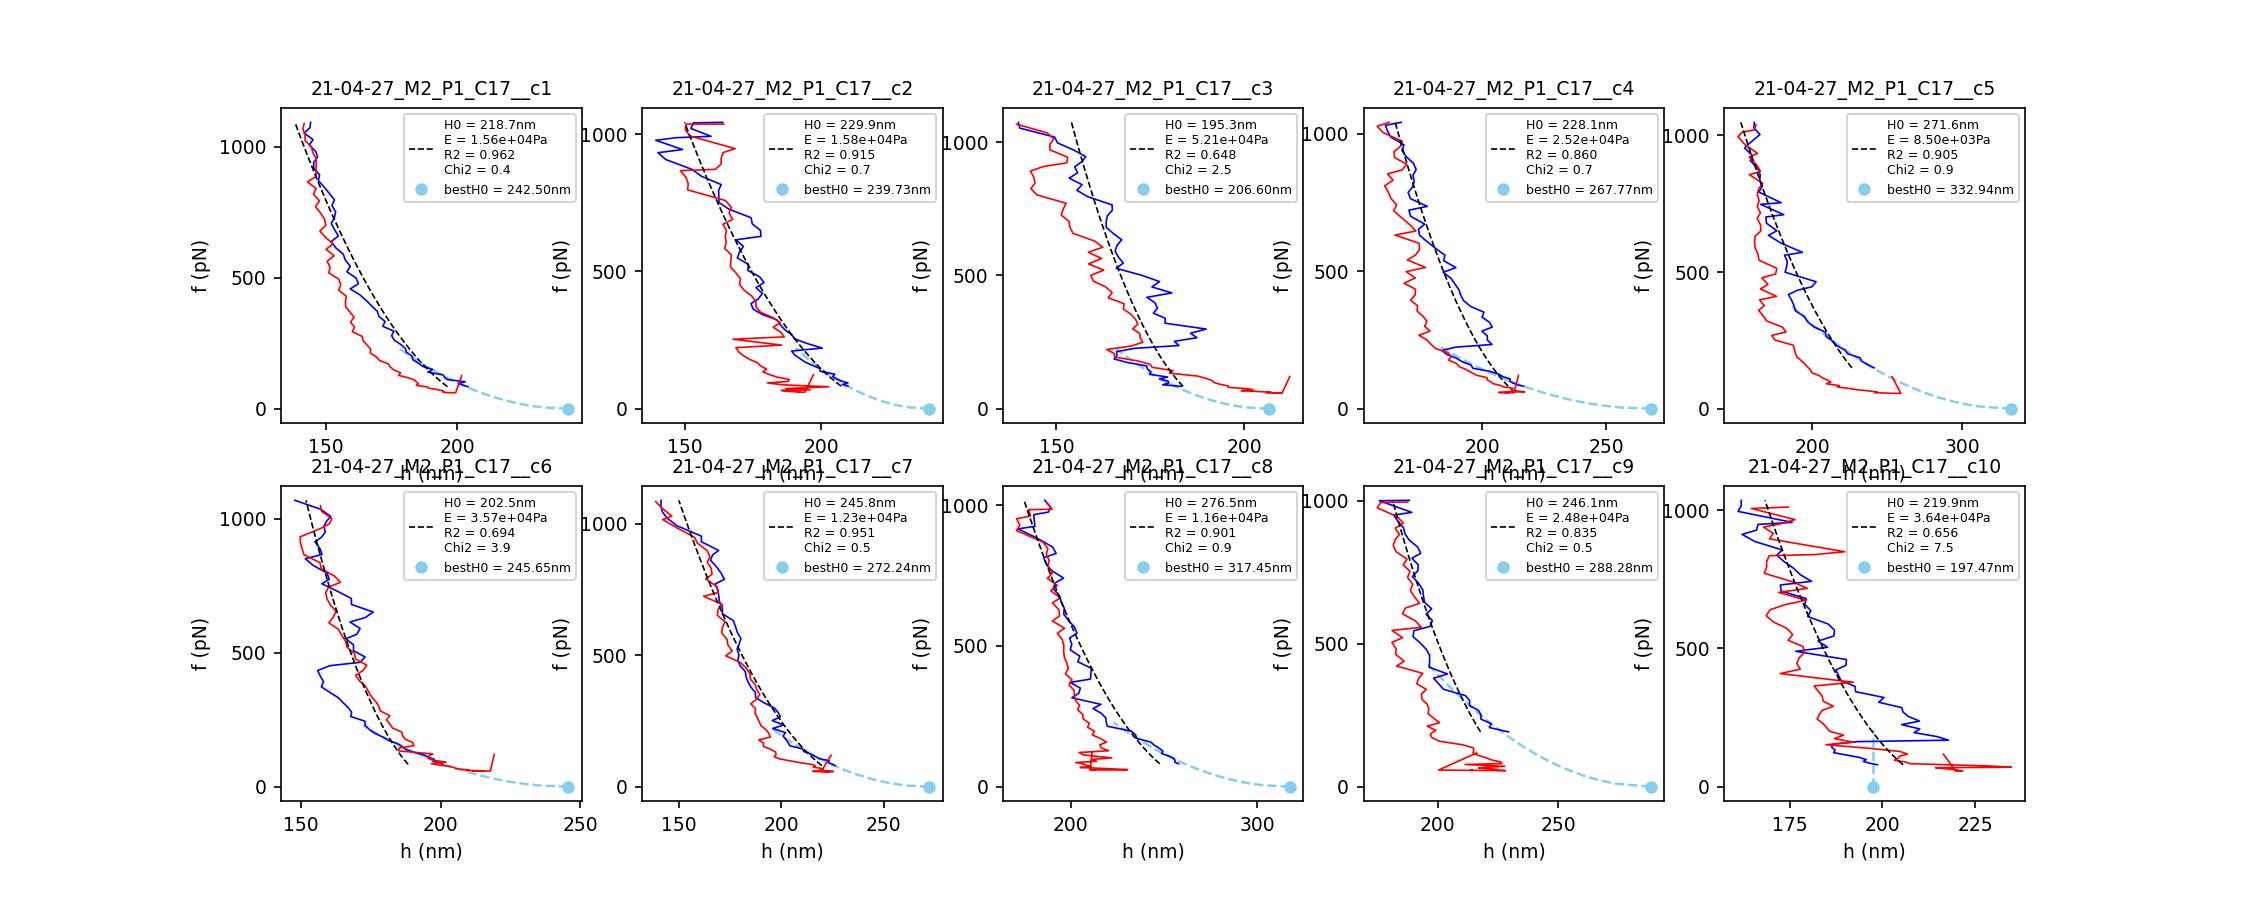 21-04-27_M2_P1_C17__c1
H0 = 218.7nm
E = 1.56e+04Pa
R2 = 0.962
Chi2 = 0.4
bestH0 = 242.50nm
f (pN)
1000
500
0
150
200
h (nm)
21-04-27_M2_P1_C17__c2
H0 = 229.9nm
E = 1.58e+04Pa
R2 = 0.915
Chi2 = 0.7
bestH0 = 239.73nm
f (pN)
1000
500
0
150
200
h (nm)
21-04-27_M2_P1_C17__c3
H0 = 195.3nm
E = 5.21e+04Pa
R2 = 0.648
Chi2 = 2.5
bestH0 = 206.60nm
f (pN)
1000
500
0
150
200
h (nm)
21-04-27_M2_P1_C17__c4
H0 = 228.1nm
E = 2.52e+04Pa
R2 = 0.860
Chi2 = 0.7
bestH0 = 267.77nm
f (pN)
1000
500
0
200
250
h (nm)
21-04-27_M2_P1_C17__c5
H0 = 271.6nm
E = 8.50e+03Pa
R2 = 0.905
Chi2 = 0.9
bestH0 = 332.94nm
f (pN)
1000
500
0
200
300
h (nm)
21-04-27_M2_P1_C17__c6
H0 = 202.5nm
E = 3.57e+04Pa
R2 = 0.694
Chi2 = 3.9
bestH0 = 245.65nm
f (pN)
1000
500
0
150
200
250
h (nm)
21-04-27_M2_P1_C17__c7
H0 = 245.8nm
E = 1.23e+04Pa
R2 = 0.951
Chi2 = 0.5
bestH0 = 272.24nm
f (pN)
1000
500
0
150
200
250
h (nm)
21-04-27_M2_P1_C17__c8
H0 = 276.5nm
E = 1.16e+04Pa
R2 = 0.901
Chi2 = 0.9
bestH0 = 317.45nm
f (pN)
1000
500
0
200
300
h (nm)
21-04-27_M2_P1_C17__c9
H0 = 246.1nm
E = 2.48e+04Pa
R2 = 0.835
Chi2 = 0.5
bestH0 = 288.28nm
f (pN)
1000
500
0
200
250
h (nm)
21-04-27_M2_P1_C17__c10
H0 = 219.9nm
E = 3.64e+04Pa
R2 = 0.656
Chi2 = 7.5
bestH0 = 197.47nm
f (pN)
1000
500
0
175
200
225
h (nm)